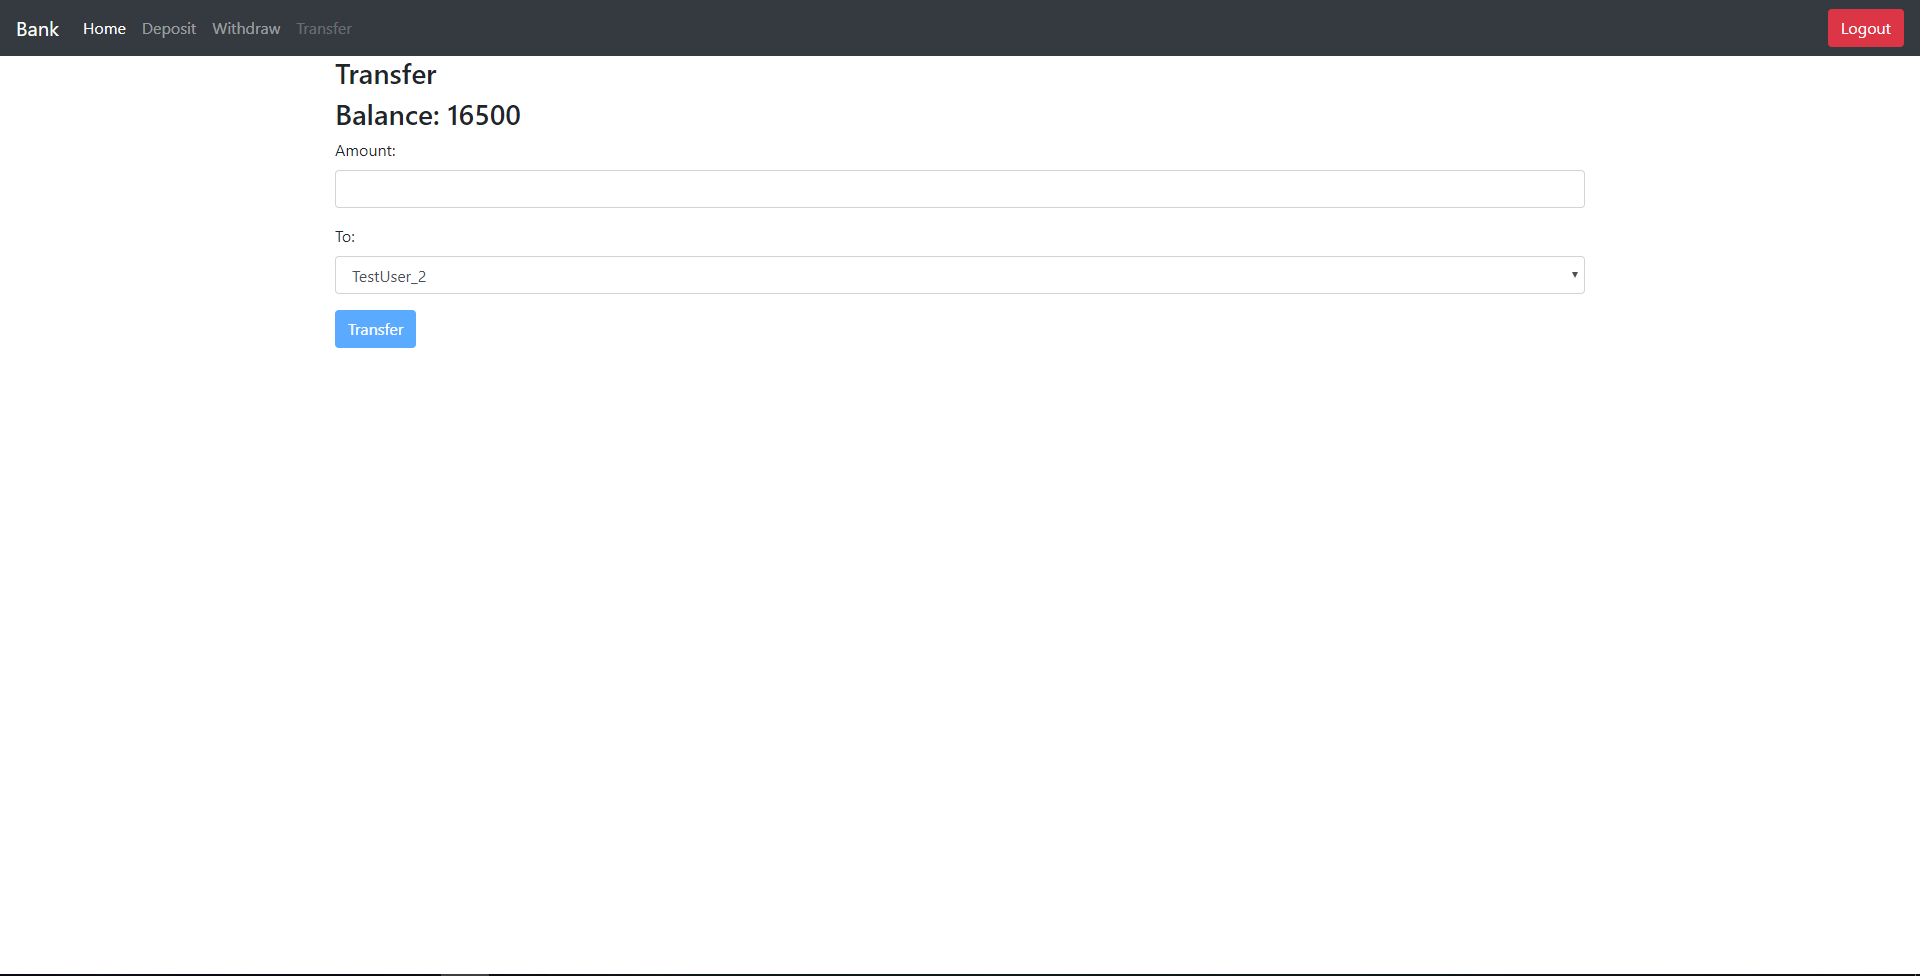 Bank Home Deposit Withdraw Transfer Logout
Transfer
Balance: 16500
Amount:
To:
TestUser_2
Transfer